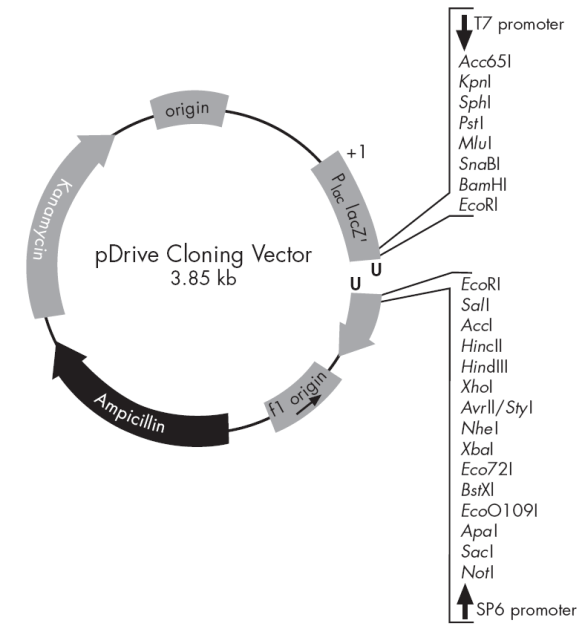 T7 promoter
Acc65I
KpnI
SphI
PstI
MluI
SnaBI
BamHI
EcoRI
origin
+1
Plac lacZ'
U
U
Kanamycin
pDrive Cloning Vector
3.85 kb
Ampicillin
f1 origin
EcoRI
SalI
AccI
HincII
HindIII
XhoI
AvrII/StyI
NheI
XbaI
Eco72I
BstXI
EcoO109I
ApaI
SacI
NotI
SP6 promoter